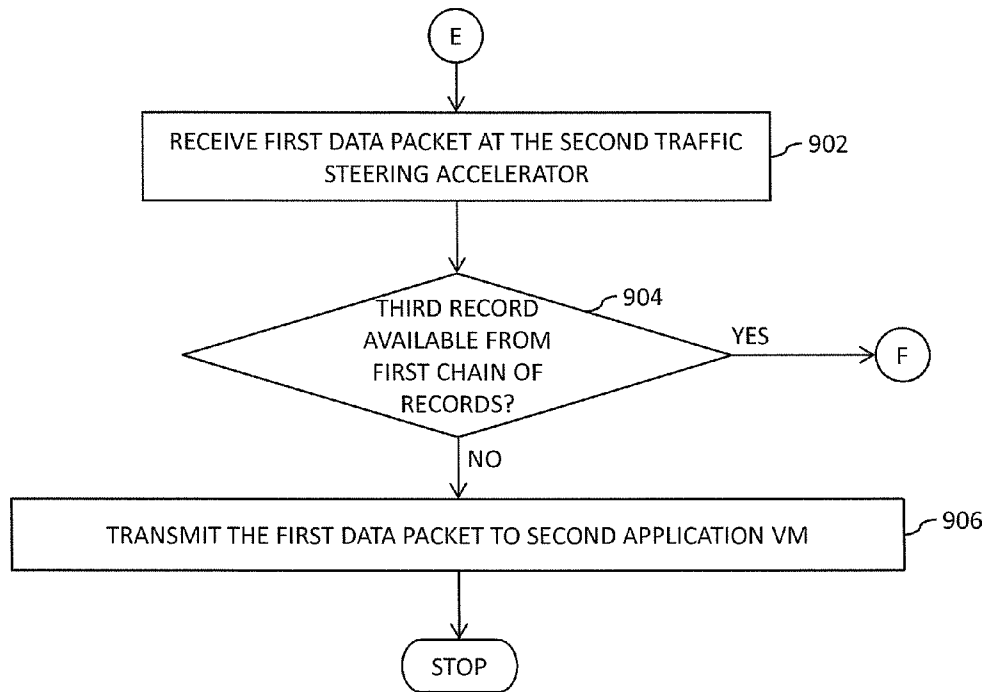 E
RECEIVE FIRST DATA PACKET AT THE SECOND TRAFFIC
STEERING ACCELERATOR
902
THIRD RECORD
AVAILABLE FROM
FIRST CHAIN OF
RECORDS?
904
YES
F
NO
TRANSMIT THE FIRST DATA PACKET TO SECOND APPLICATION VM
906
STOP